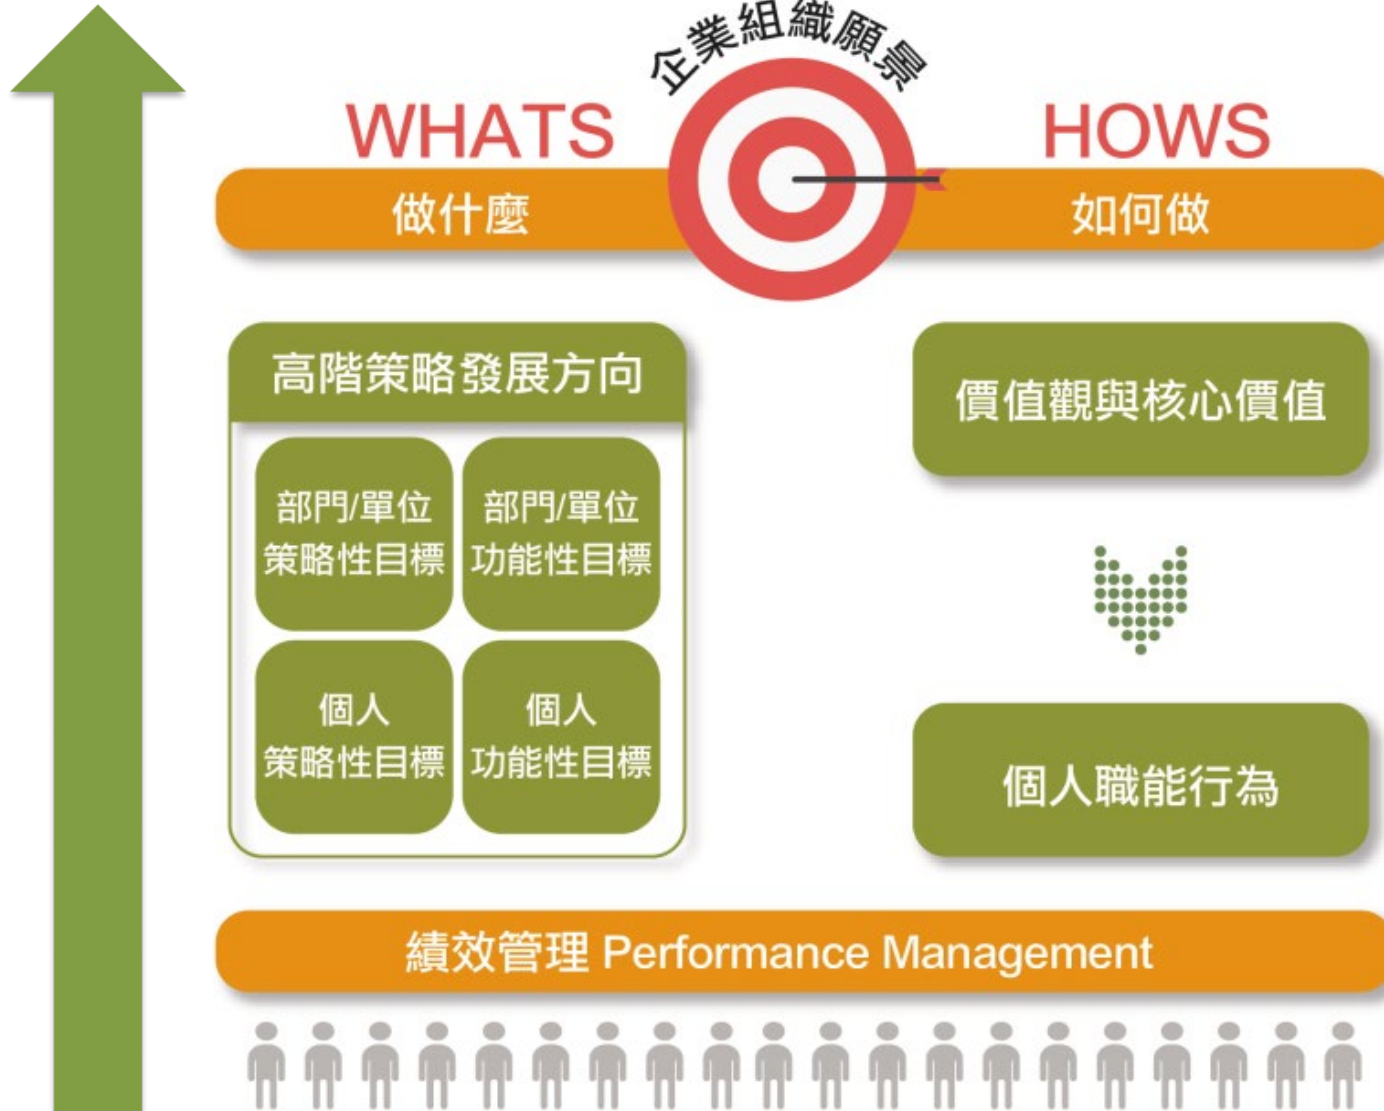 企業組織願景
WHATS
HOWS
做什麼
如何做
高階策略發展方向
部門/單位
策略性目標
部門/單位
功能性目標
個人
策略性目標
個人
功能性目標
價值觀與核心價值
個人職能行為
績效管理 Performance Management